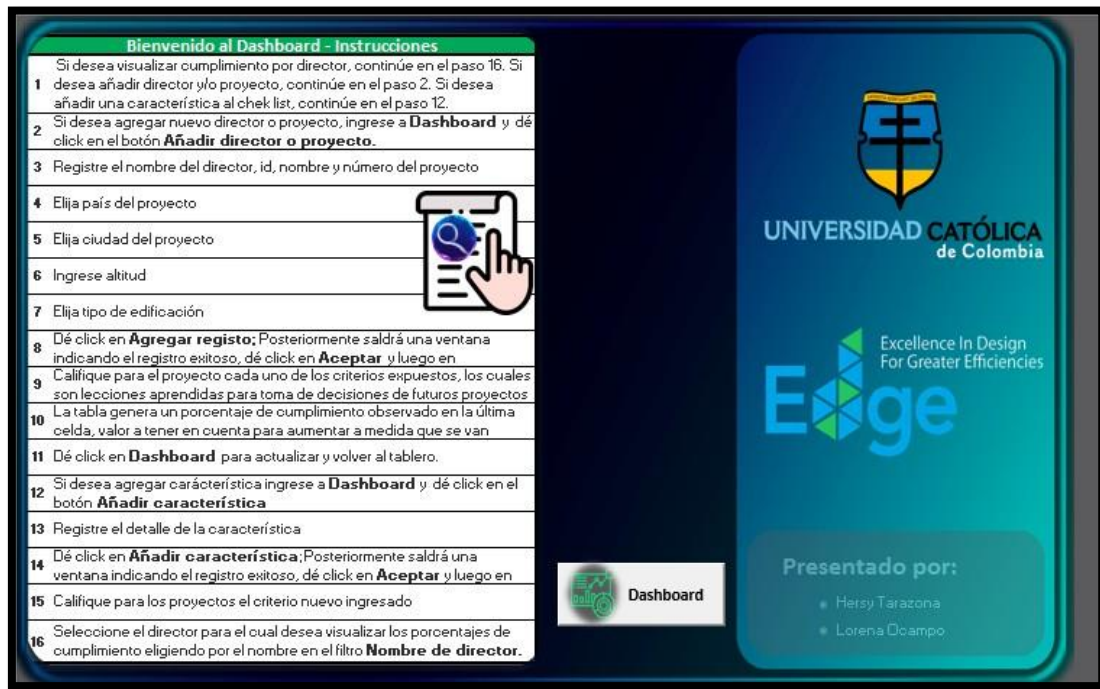 Bienvenido al Dashboard - Instrucciones
1 Si desea visualizar cumplimiento por director, continúe en el paso 16. Si
desea añadir director y/o proyecto, continúe en el paso 2. Si desea
añadir una característica al chek list, continúe en el paso 12.
2 Si desea agregar nuevo director o proyecto, ingrese a Dashboard y dé
click en el botón Añadir director o proyecto.
3 Registre el nombre del director, id, nombre y número del proyecto
4 Elija país del proyecto
5 Elija ciudad del proyecto
6 Ingrese altitud
7 Elija tipo de edificación
8 Dé click en Agregar registo; Posteriormente saldrá una ventana
indicando el registro exitoso, dé click en Aceptar y luego en
9 Califique para el proyecto cada uno de los criterios expuestos, los cuales
son lecciones aprendidas para toma de decisiones de futuros proyectos
10 La tabla genera un porcentaje de cumplimiento observado en la última
celda, valor a tener en cuenta para aumentar a medida que se van
11 Dé click en Dashboard para actualizar y volver al tablero.
12 Si desea agregar carácterística ingrese a Dashboard y dé click en el
botón Añadir característica
13 Registre el detalle de la característica
14 Dé click en Añadir característica;Posteriormente saldrá una
ventana indicando el registro exitoso, dé click en Aceptar y luego en
15 Califique para los proyectos el criterio nuevo ingresado
16 Seleccione el director para el cual desea visualizar los porcentajes de
cumplimiento eligiendo por el nombre en el filtro Nombre de director.
Dashboard
UNIVERSIDAD CATÓLICA
de Colombia
Excellence In Design
For Greater Efficiencies
Edge
Presentado por:
Hersy Tarazona
Lorena Ocampo